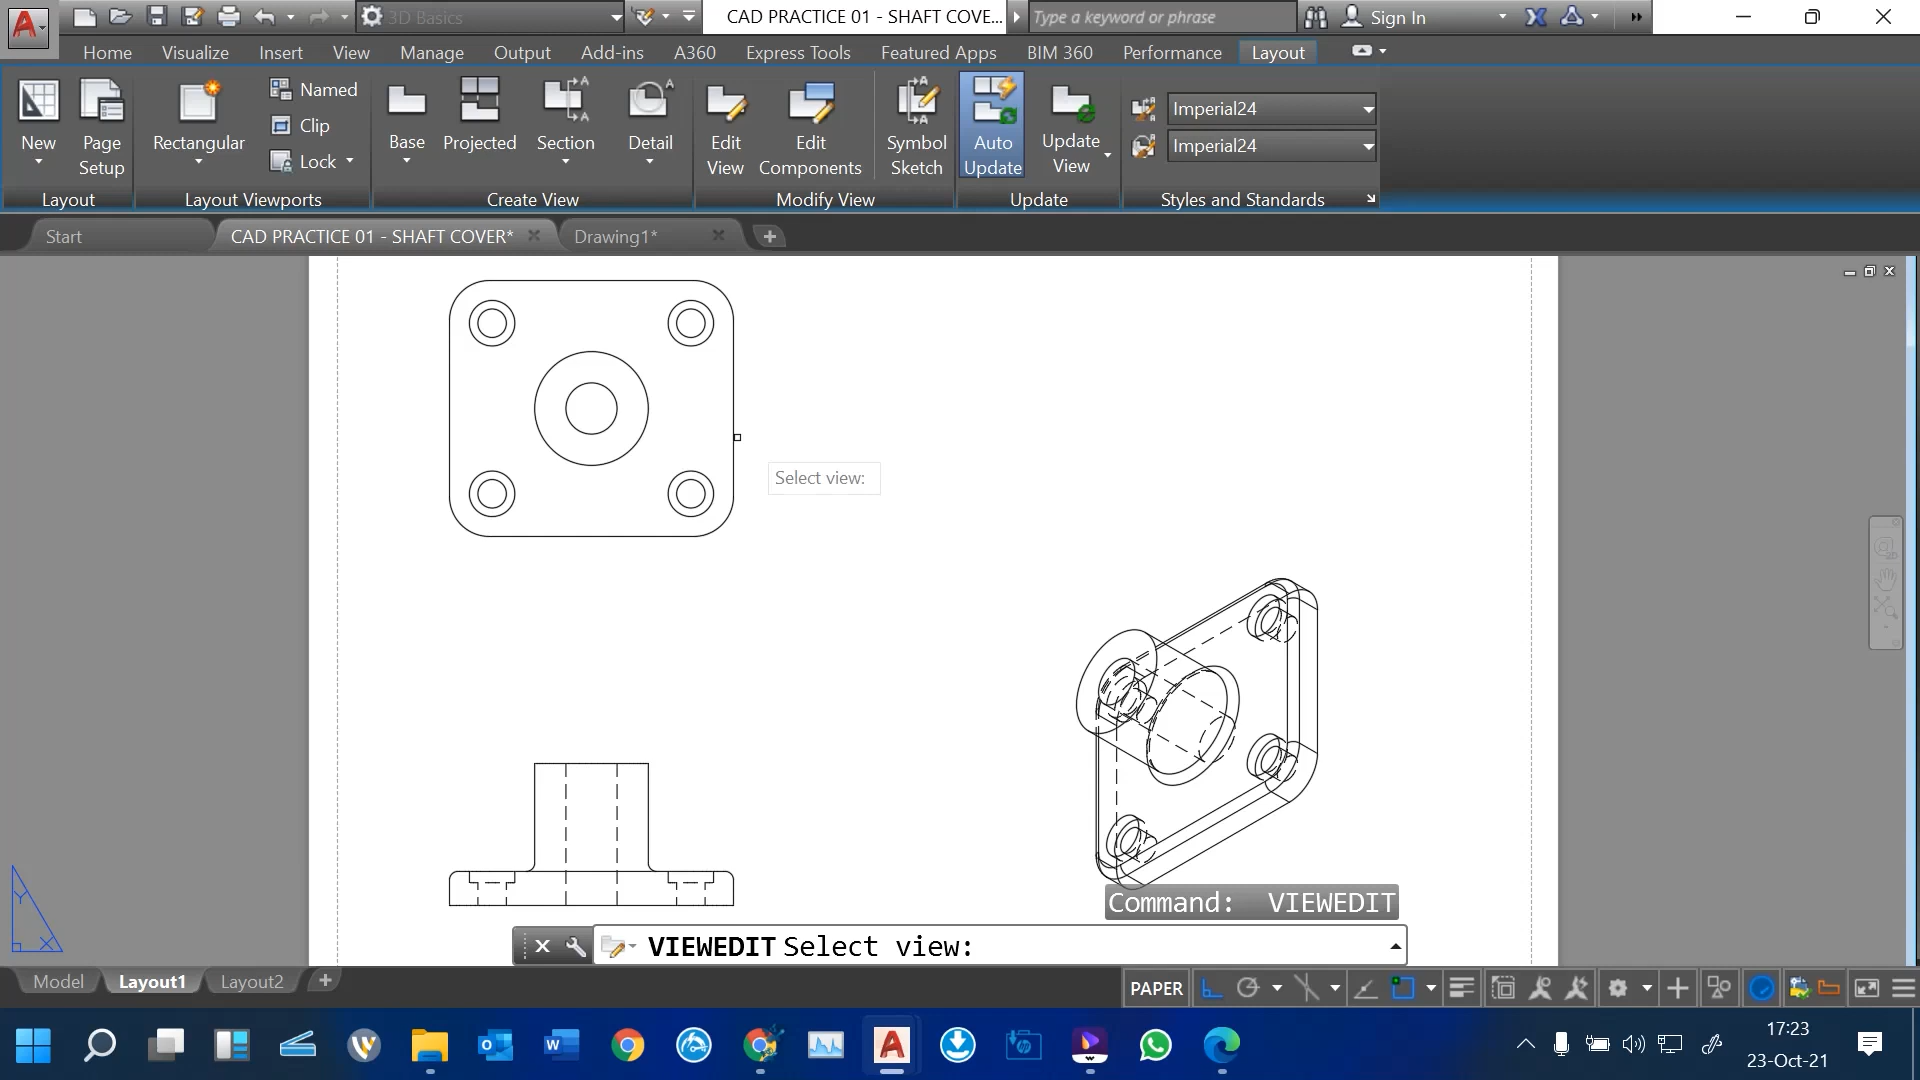 3D Basics
CAD PRACTICE 01 - SHAFT COVE...
Type a keyword or phrase
Sign In
Home
Visualize
Insert
View
Manage
Output
Add-ins
A360
Express Tools
Featured Apps
BIM 360
Performance
Layout
New
Page
Setup
Rectangular
Named
Clip
Lock
Base
Projected
Section
Detail
Edit
View
Edit
Components
Symbol
Sketch
Auto
Update
Update
View
Imperial24
Imperial24
Layout
Layout Viewports
Create View
Modify View
Update
Styles and Standards
Start
CAD PRACTICE 01 - SHAFT COVER*
Drawing1*
Select view:
Y
X
Command: VIEWEDIT
VIEWEDIT Select view:
Model
Layout1
Layout2
PAPER
17:23
23-Oct-21